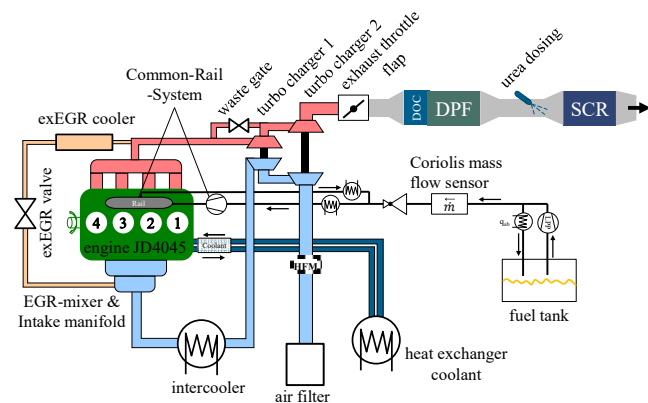 waste gate
turbo charger 1
turbo charger 2
exhaust throttle
flap
urea dosing
Common-Rail
-System
exEGR cooler
DOC
DPF
SCR
exEGR valve
Rail
4 3 2 1
engine JD4045
Coolant
Coriolis mass
flow sensor
ṁ
q_ab
HFM
EGR-mixer &
Intake manifold
fuel tank
intercooler
air filter
heat exchanger
coolant